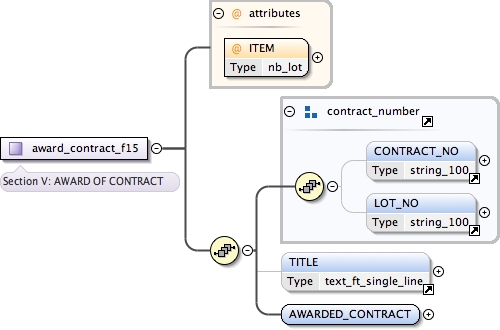 @ attributes
@ ITEM
Type nb_lot
contract_number
award_contract_f15
CONTRACT_NO
Type string_100
Section V: AWARD OF CONTRACT
LOT_NO
Type string_100
TITLE
Type text_ft_single_line
AWARDED_CONTRACT